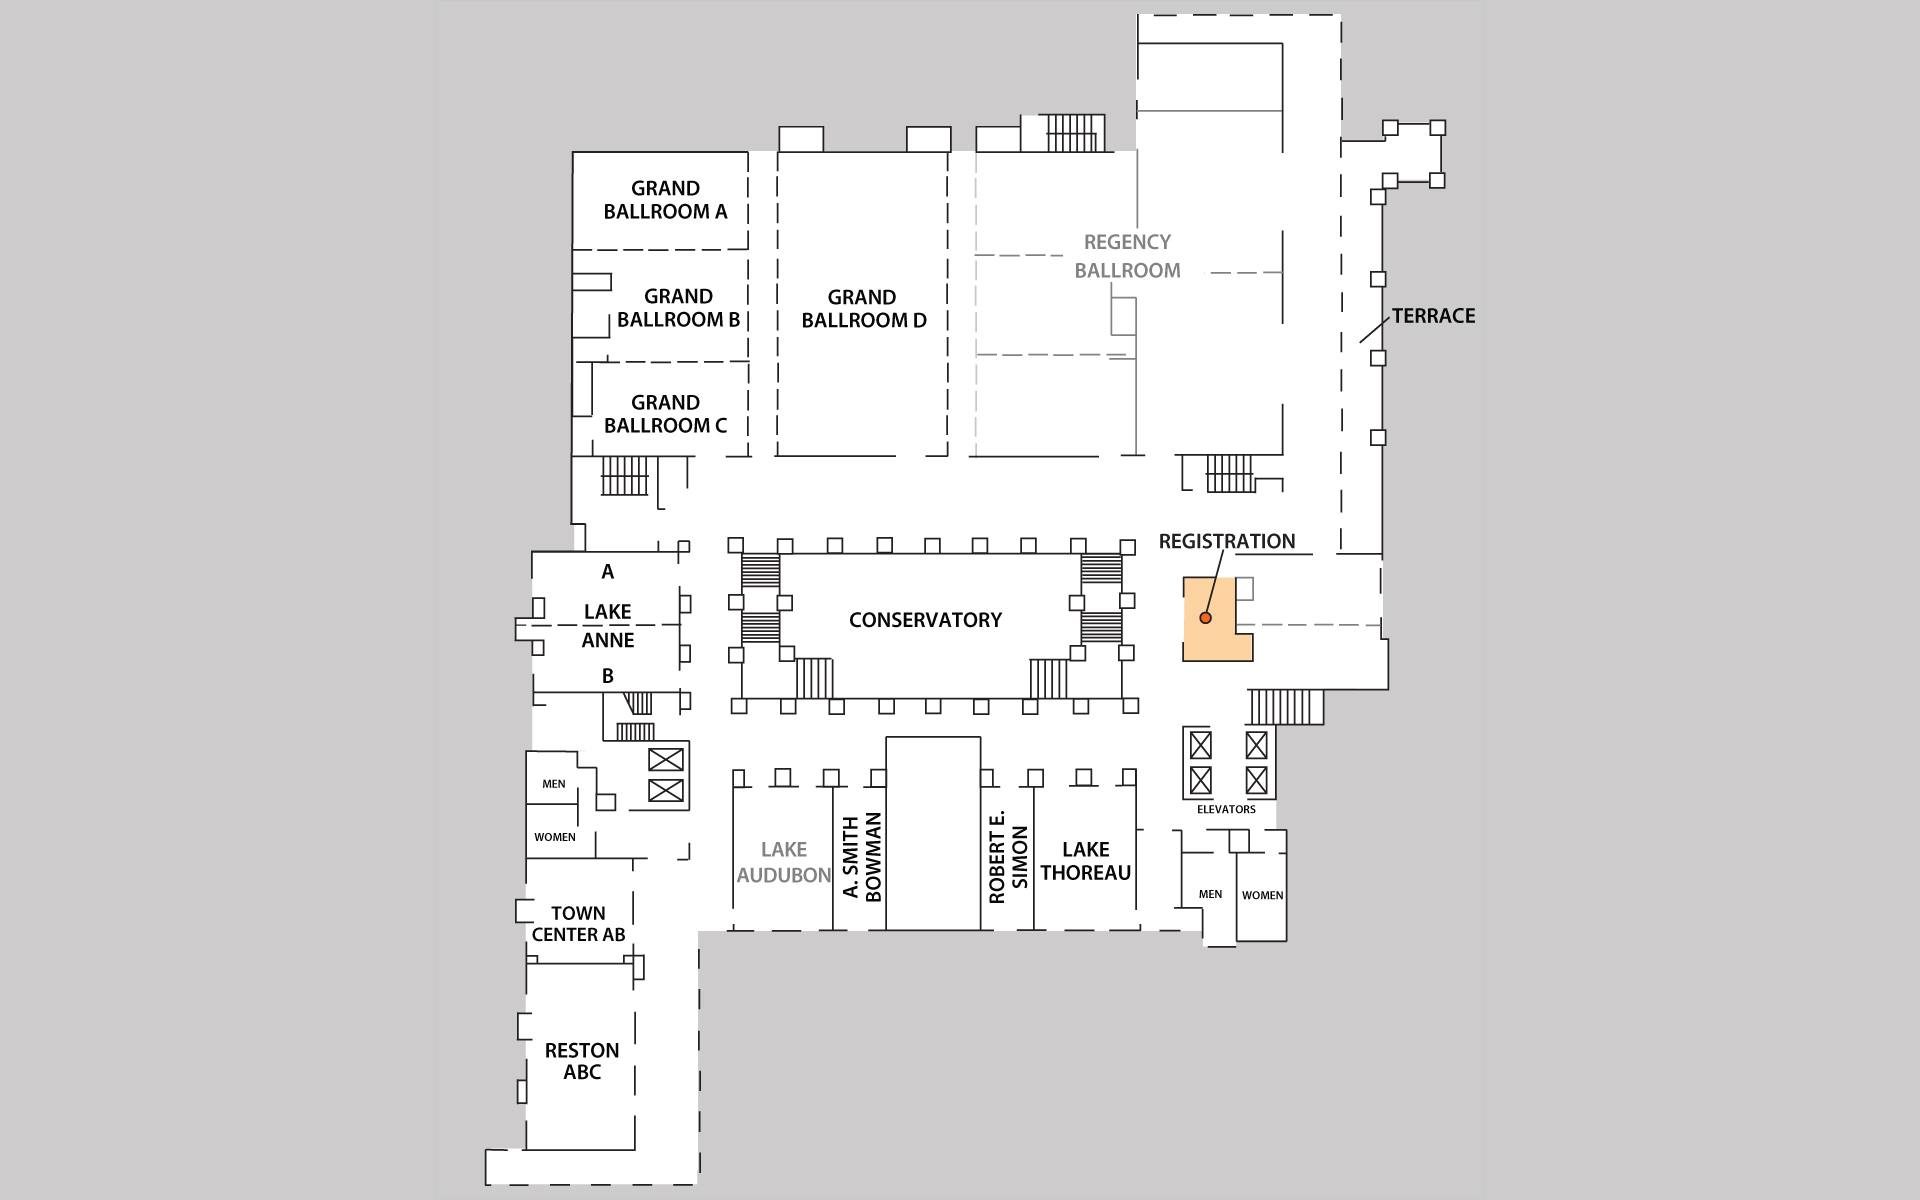 GRAND
BALLROOM A
GRAND
BALLROOM B
GRAND
BALLROOM C
GRAND
BALLROOM D
REGENCY
BALLROOM
TERRACE
REGISTRATION
A
LAKE
ANNE
B
CONSERVATORY
MEN
WOMEN
ELEVATORS
LAKE
AUDUBON
A. SMITH
BOWMAN
ROBERT E.
SIMON
LAKE
THOREAU
MEN
WOMEN
TOWN
CENTER AB
RESTON
ABC